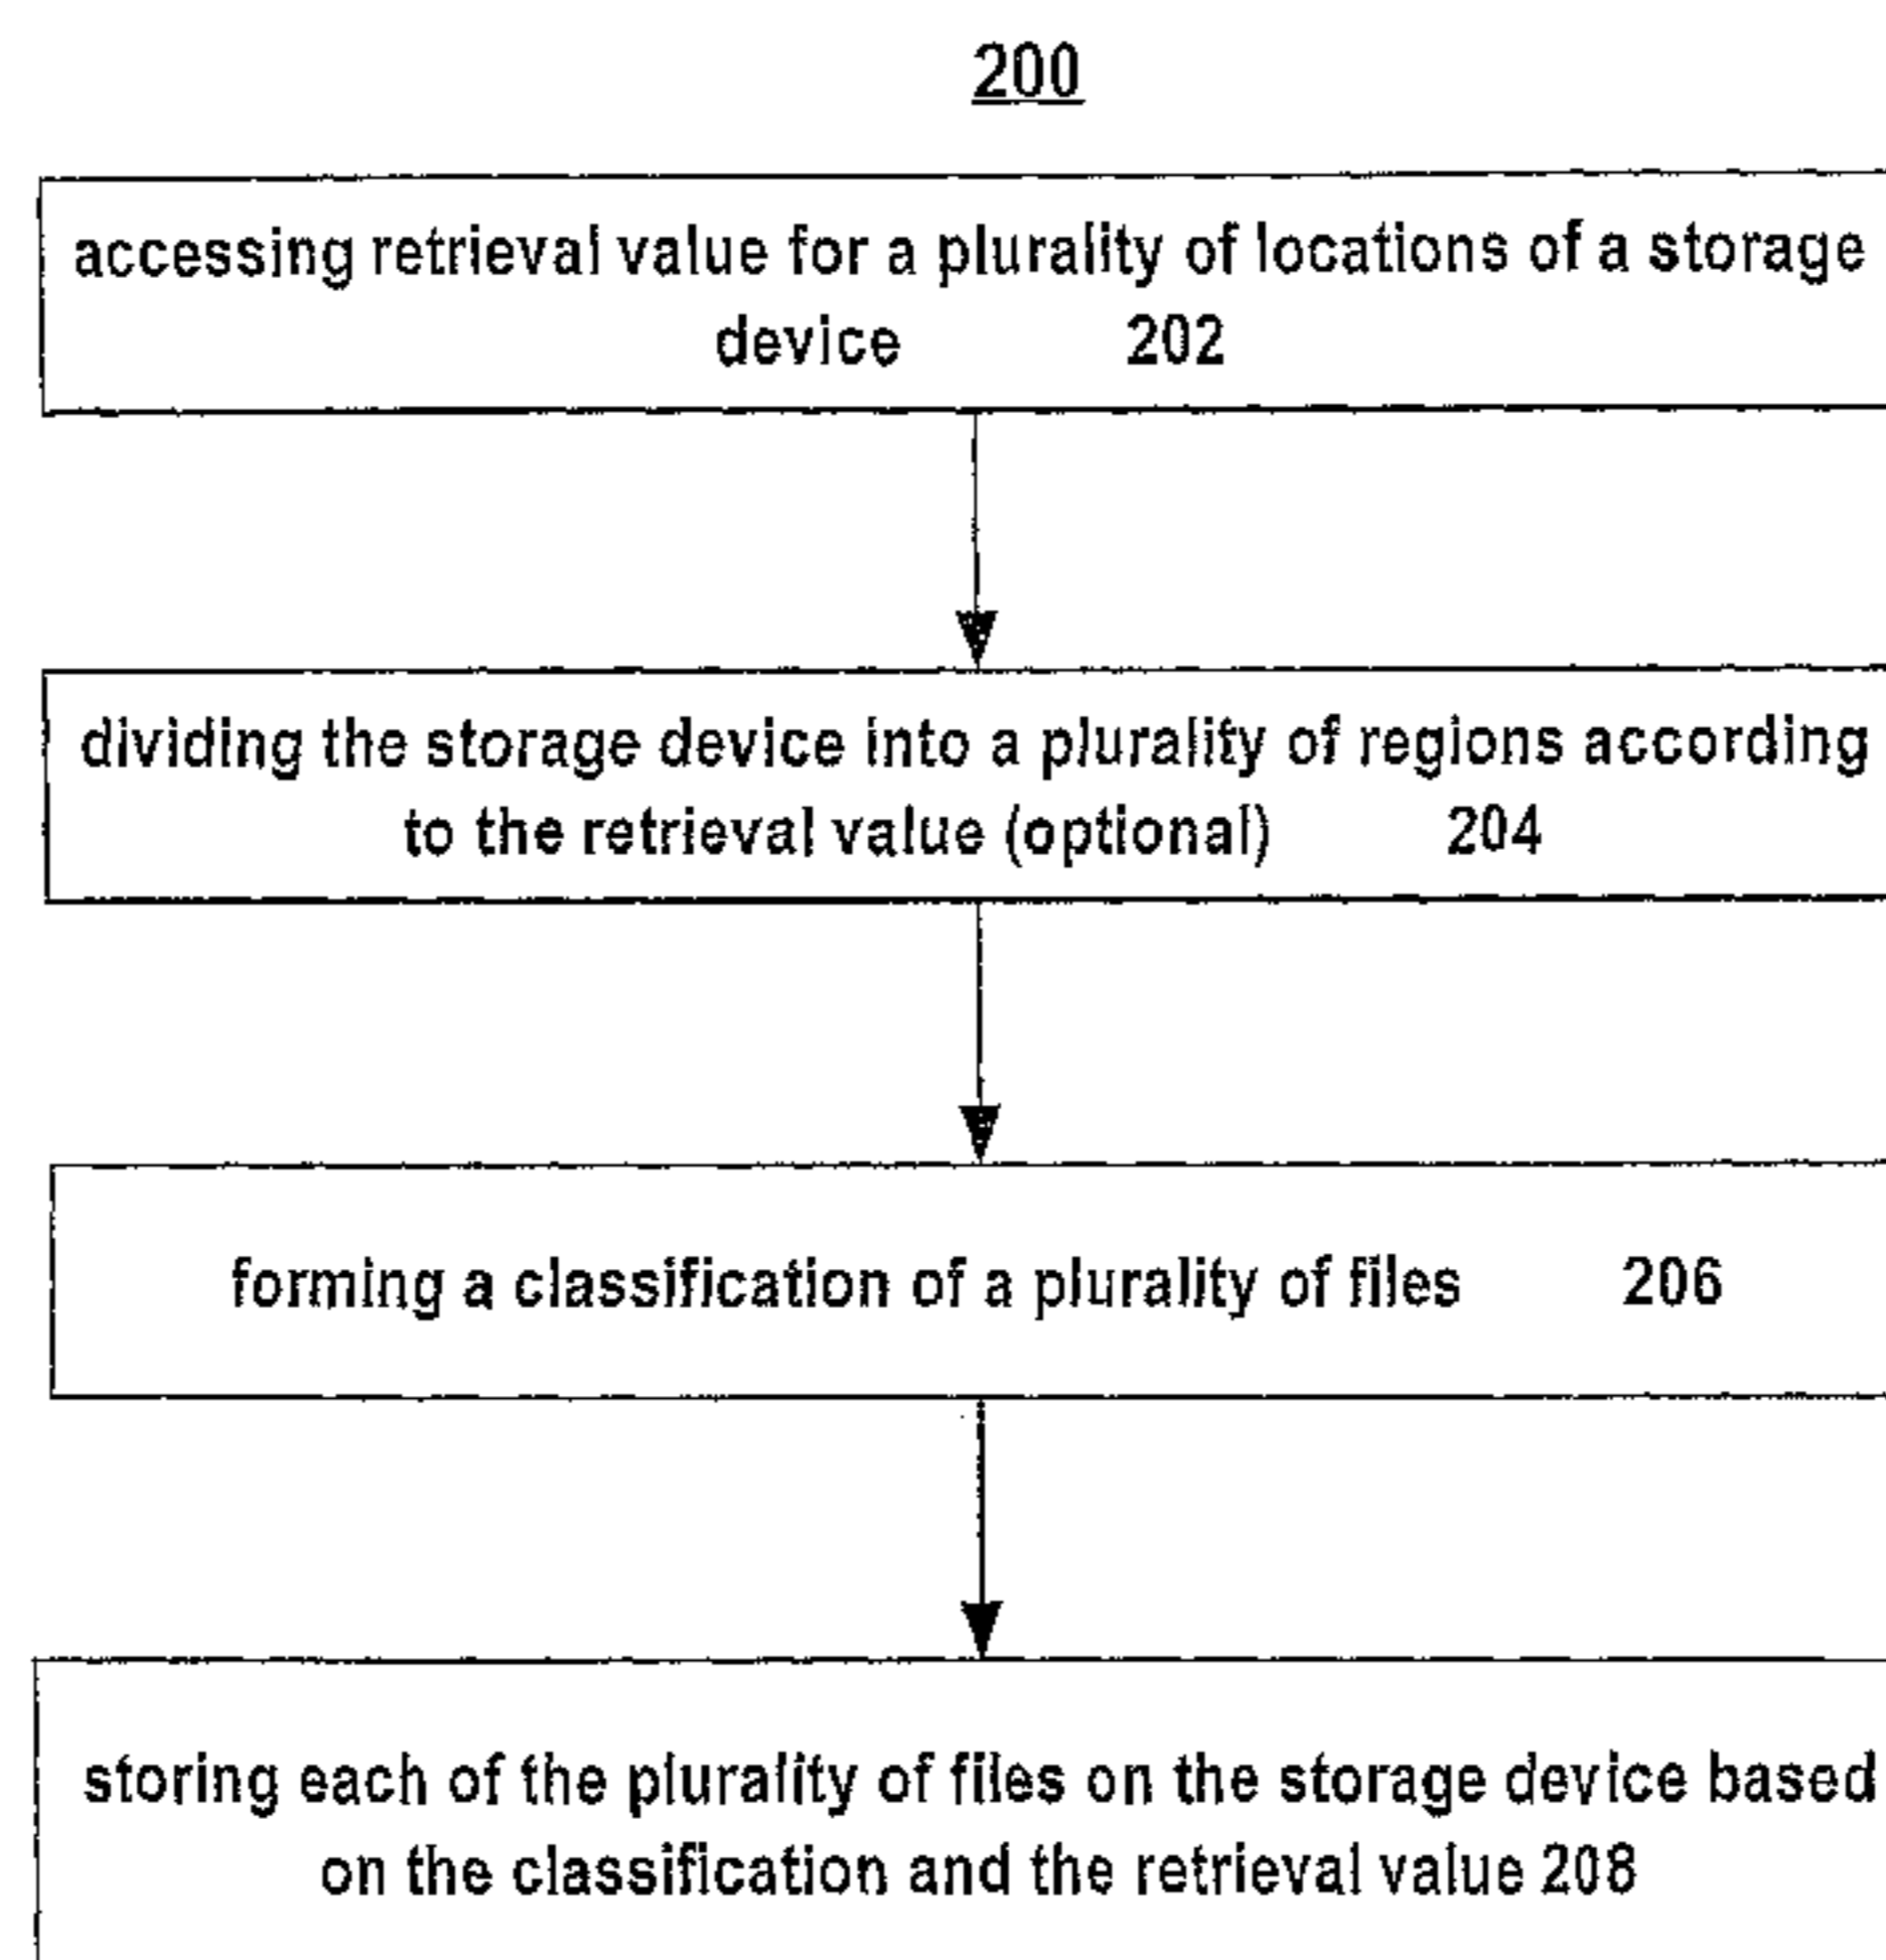 200
accessing retrieval value for a plurality of locations of a storage
device 202
dividing the storage device into a plurality of regions according
to the retrieval value (optional) 204
forming a classification of a plurality of files 206
storing each of the plurality of files on the storage device based
on the classification and the retrieval value 208